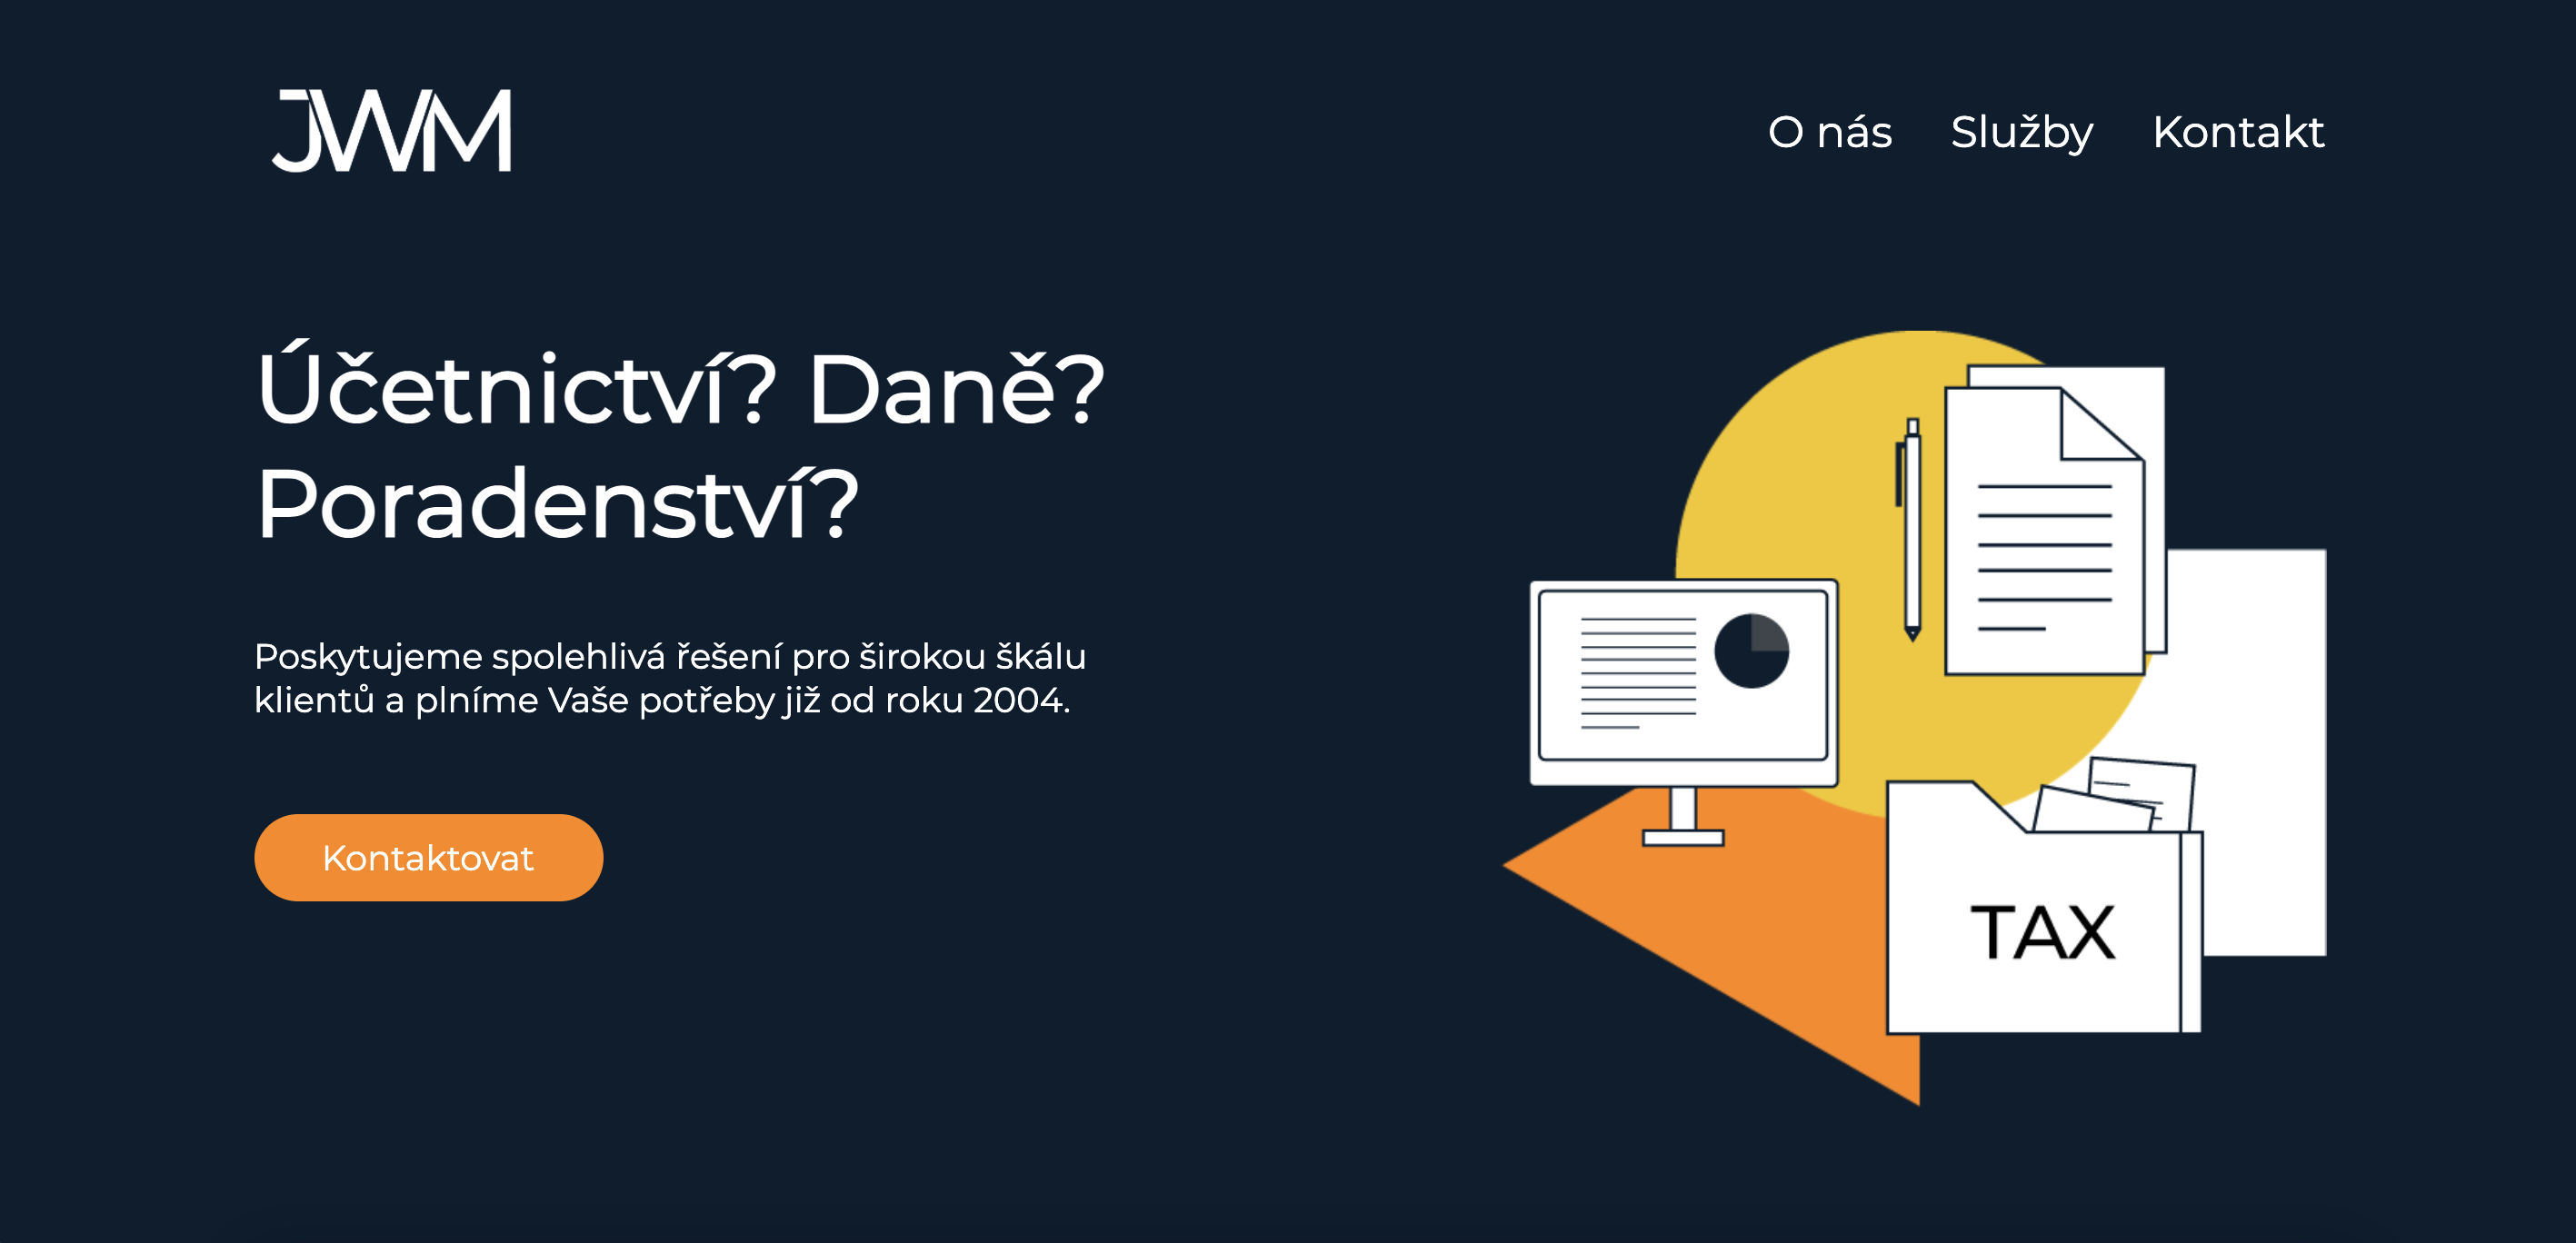 JWM
O nás Služby Kontakt
Účetnictví? Daně?
Poradenství?
Poskytujeme spolehlivá řešení pro širokou škálu
klientů a plníme Vaše potřeby již od roku 2004.
Kontaktovat
TAX